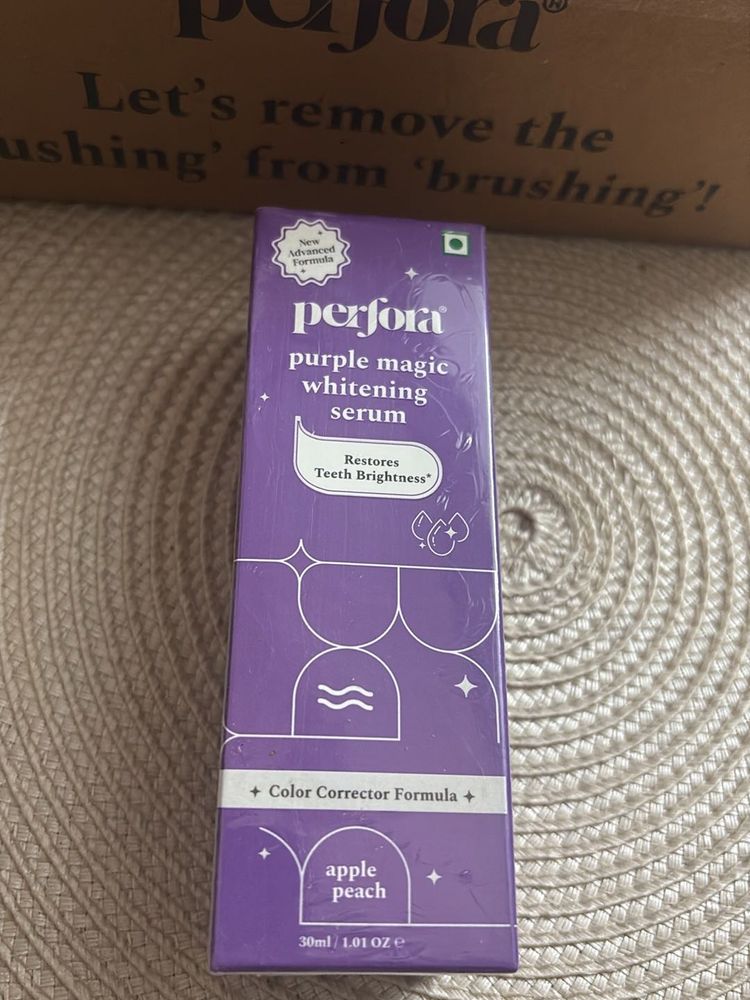 perfora®
Let's remove the
ushing' from 'brushing'!
New
Advanced
Formula
perfora®
purple magic
whitening
serum
Restores
Teeth Brightness*
Color Corrector Formula
apple
peach
30ml / 1.01 OZ ℮